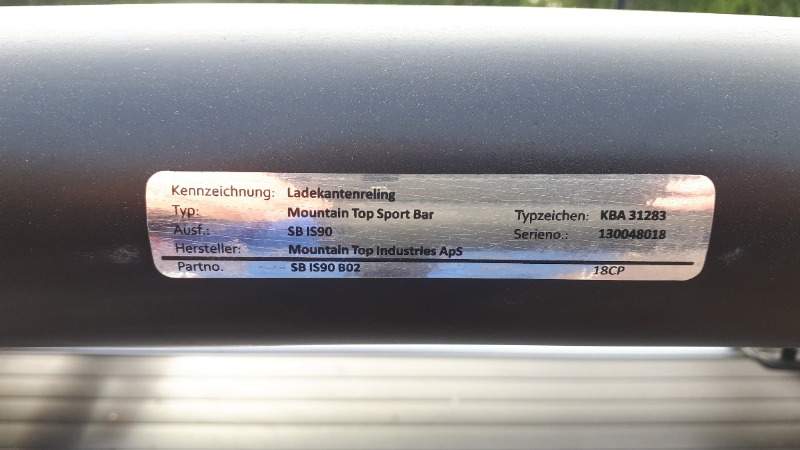 Kennzeichnung: Ladekantenreling
Typ: Mountain Top Sport Bar Typzeichen: KBA 31283
Ausf.: SB IS90 Serieno.: 130048018
Hersteller: Mountain Top Industries ApS
Partno. SB IS90 B02 18CP